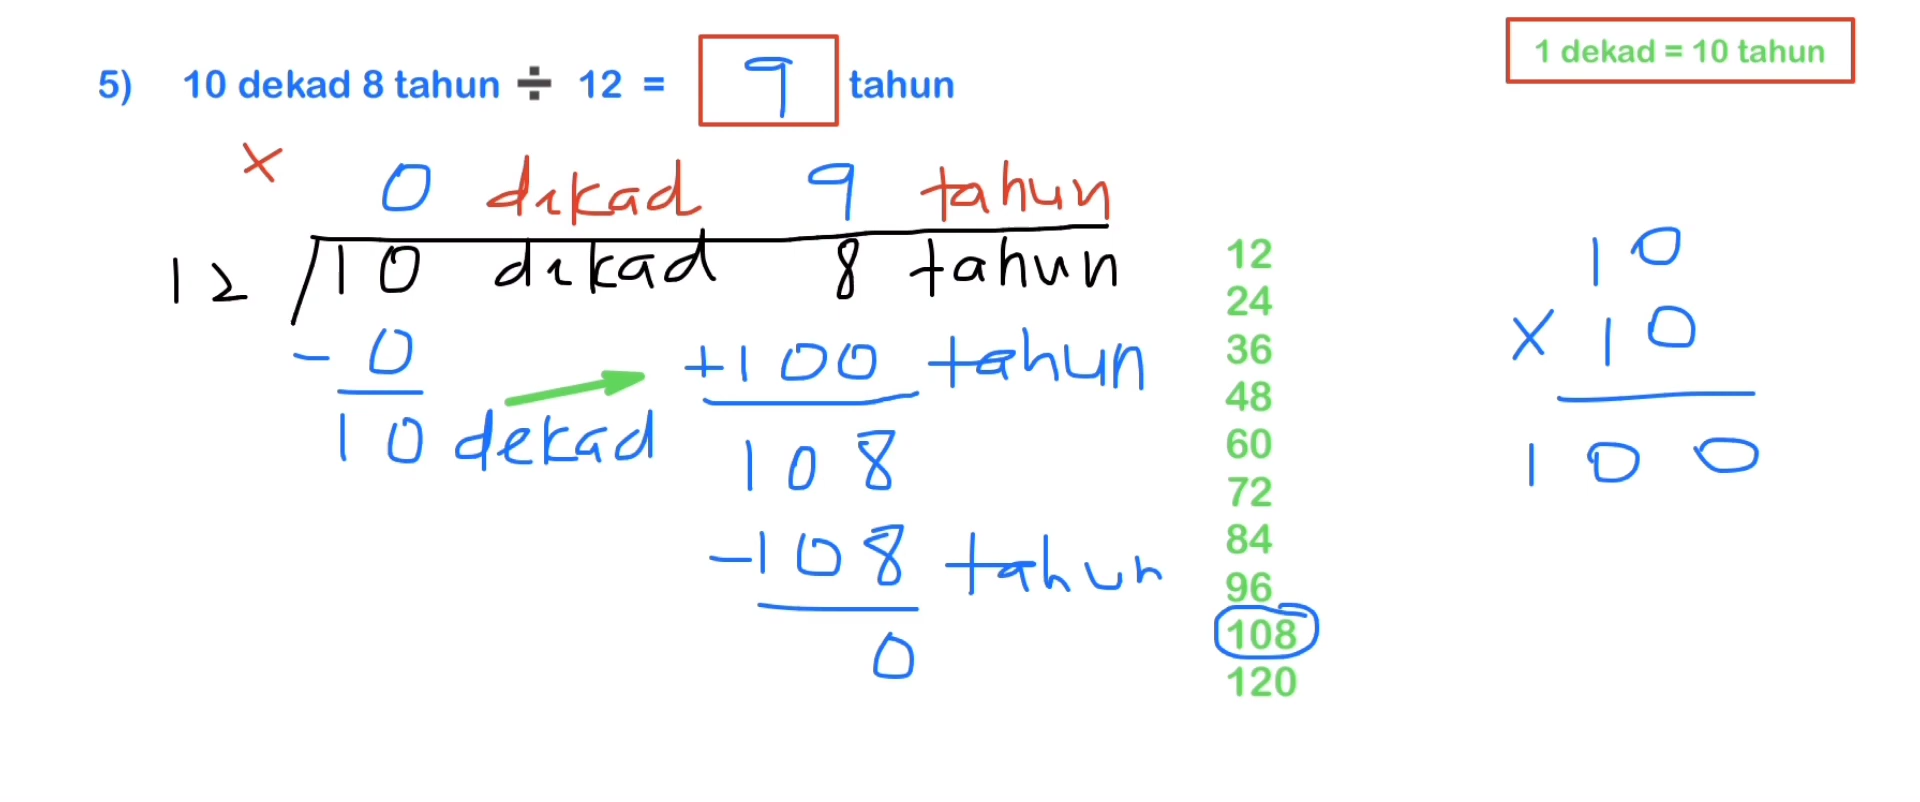 1 dekad = 10 tahun
5) 10 dekad 8 tahun ÷ 12 = 9 tahun
× 0 dekad 9 tahun
12 10 dekad 8 tahun
- 0 +100 tahun
10 dekad 108
-108 tahun
0
12
24
36
48
60
72
84
96
108
120
10
× 10
100